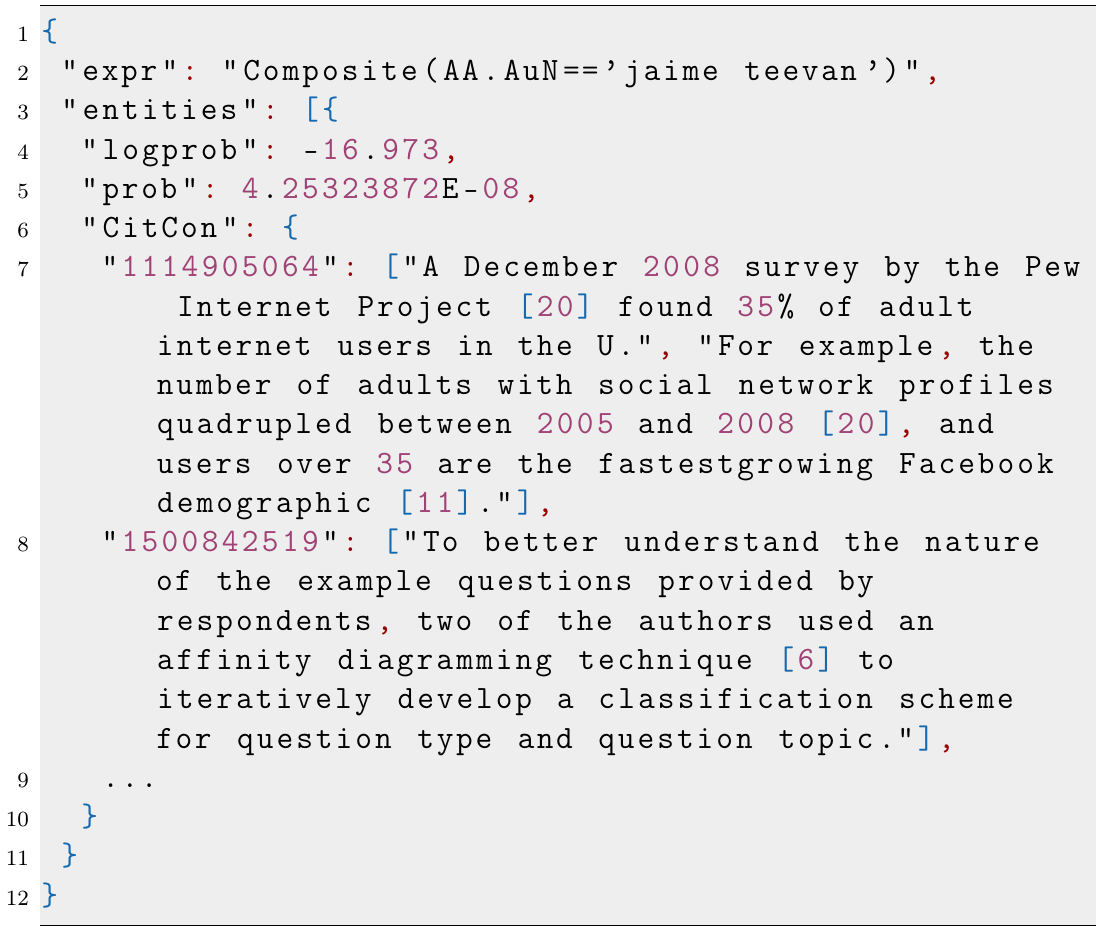 1 {
2 "expr": "Composite(AA.AuN=='jaime teevan')",
3 "entities": [{
4 "logprob": -16.973,
5 "prob": 4.25323872E-08,
6 "CitCon": {
7 "1114905064": ["A December 2008 survey by the Pew
Internet Project [20] found 35% of adult
internet users in the U.", "For example, the
number of adults with social network profiles
quadrupled between 2005 and 2008 [20], and
users over 35 are the fastestgrowing Facebook
demographic [11]."],
8 "1500842519": ["To better understand the nature
of the example questions provided by
respondents, two of the authors used an
affinity diagramming technique [6] to
iteratively develop a classification scheme
for question type and question topic."],
9 ...
10 }
11 }
12 }